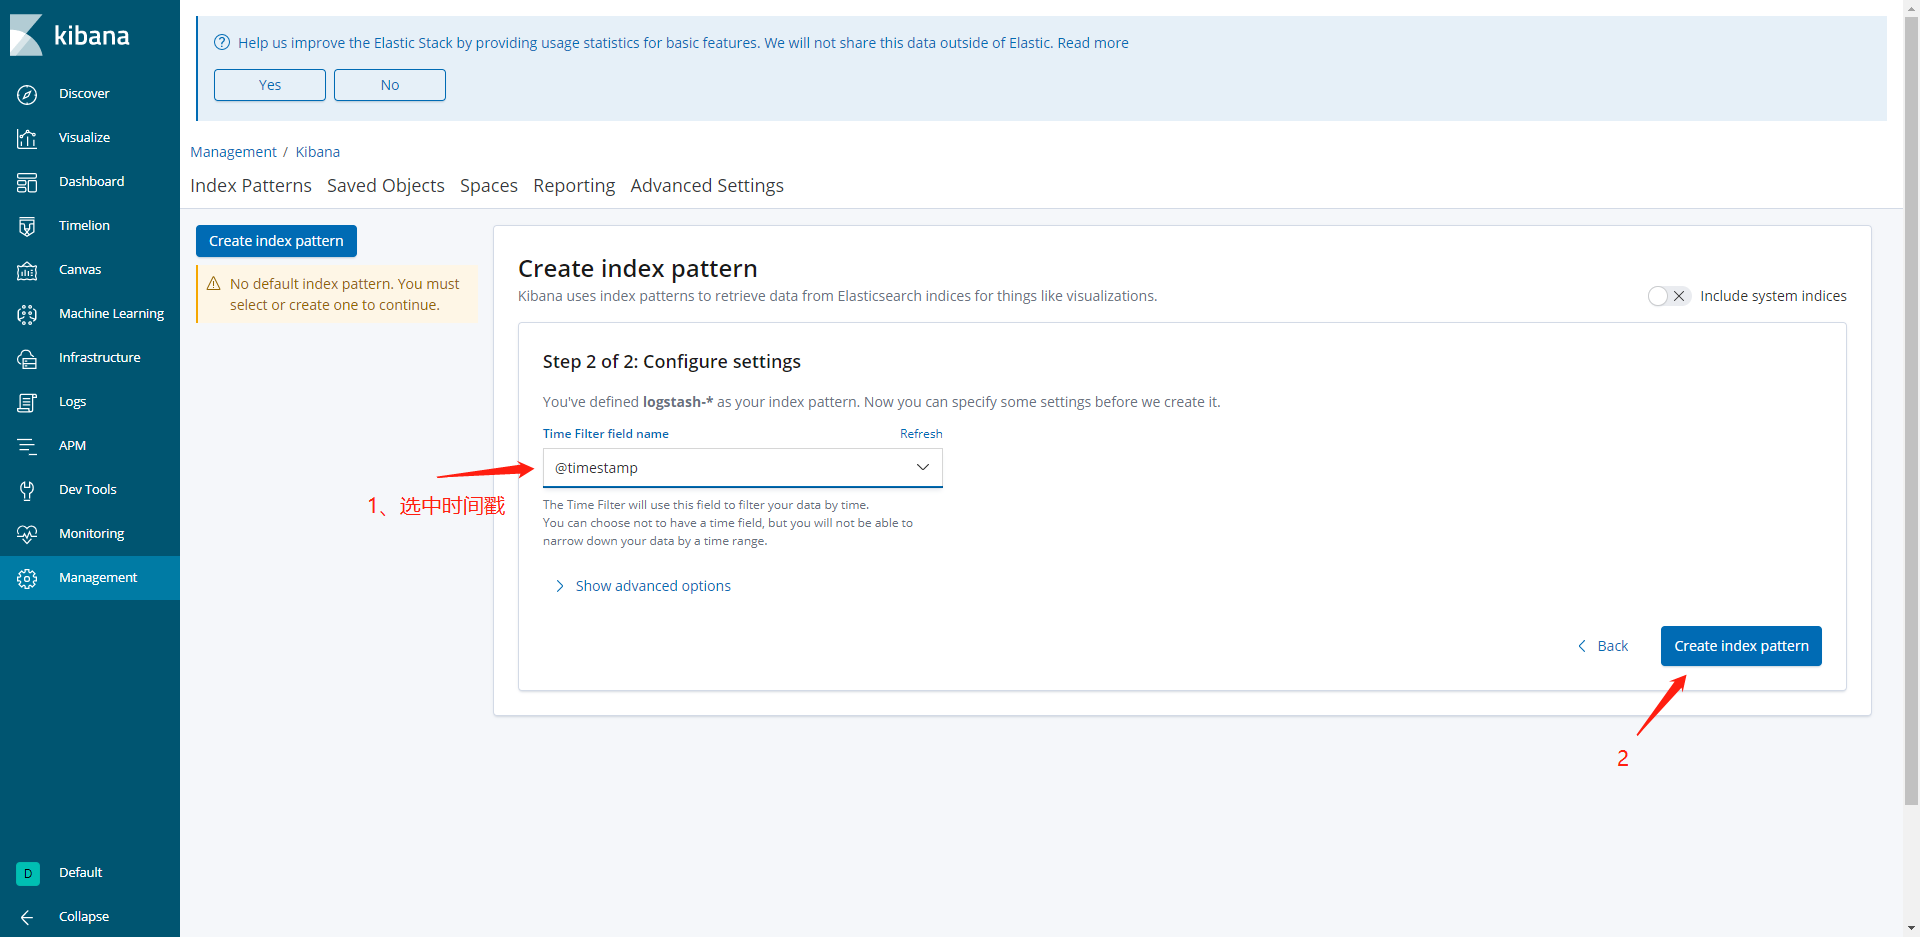 kibana
Discover
Visualize
Dashboard
Timelion
Canvas
Machine Learning
Infrastructure
Logs
APM
Dev Tools
Monitoring
Management
D Default
Collapse
Help us improve the Elastic Stack by providing usage statistics for basic features. We will not share this data outside of Elastic. Read more
Yes No
Management / Kibana
Index Patterns Saved Objects Spaces Reporting Advanced Settings
Create index pattern
No default index pattern. You must
select or create one to continue.
Create index pattern
Kibana uses index patterns to retrieve data from Elasticsearch indices for things like visualizations.
Include system indices
Step 2 of 2: Configure settings
You've defined logstash-* as your index pattern. Now you can specify some settings before we create it.
Time Filter field name Refresh
@timestamp
1、选中时间戳
The Time Filter will use this field to filter your data by time.
You can choose not to have a time field, but you will not be able to
narrow down your data by a time range.
Show advanced options
Back Create index pattern
2